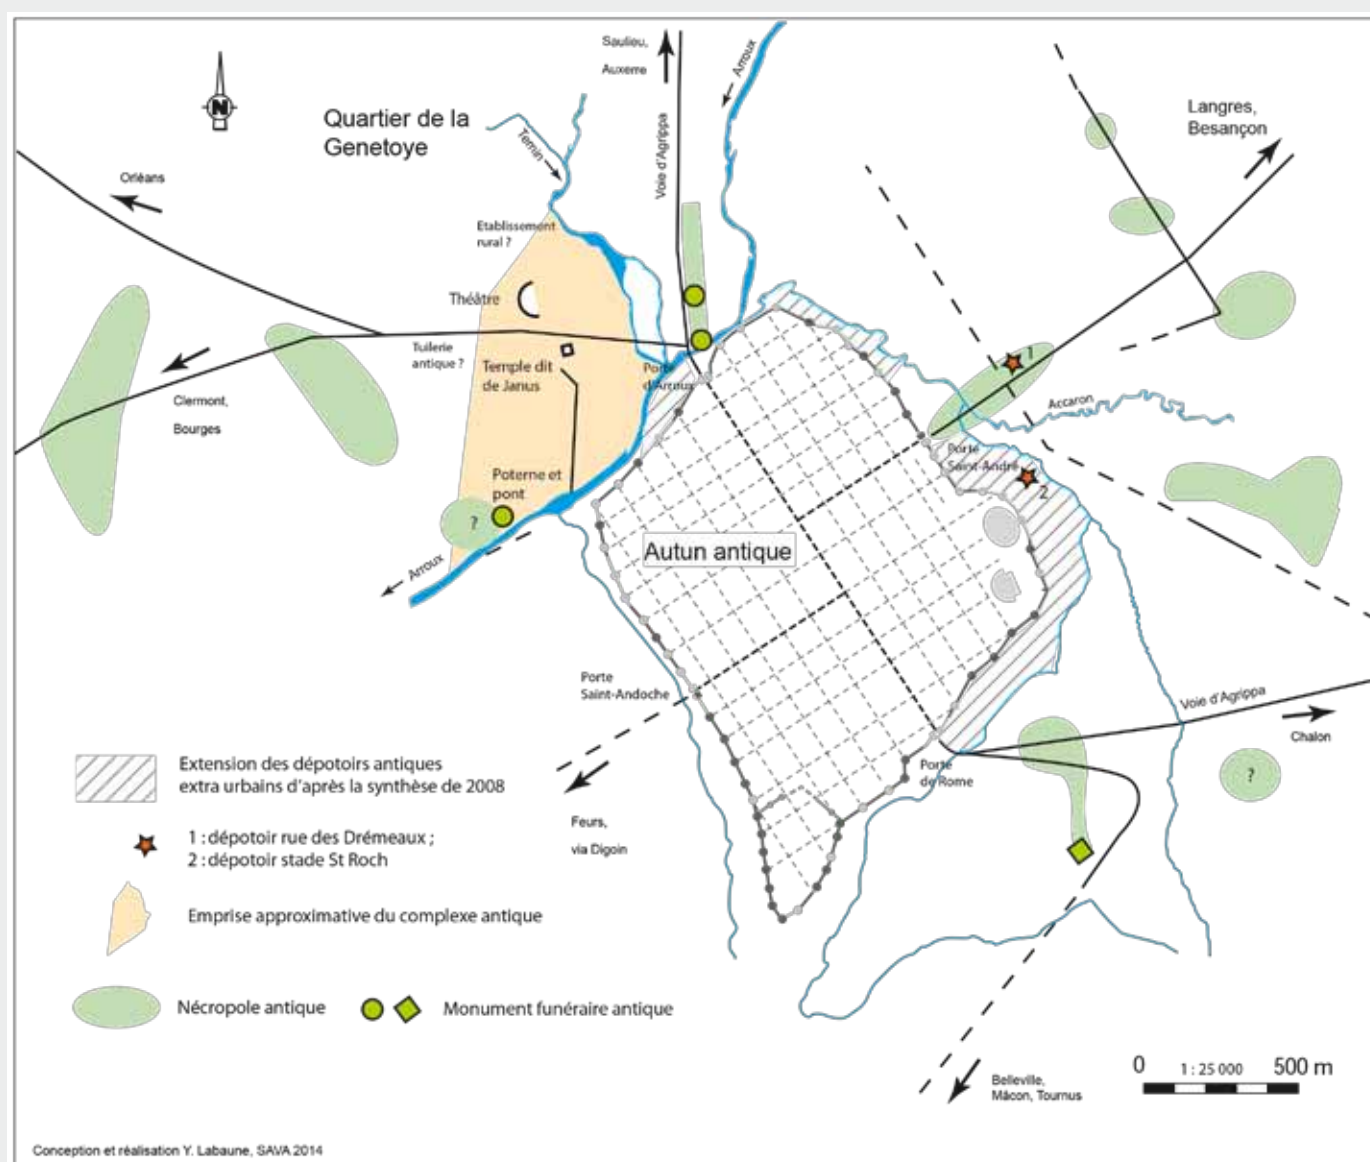 Saulieu,
Auxerre
Arroux
N
Quartier de la
Genetoye
Ternin
Voie d'Agrippa
Langres,
Besançon
Orléans
Etablissement
rural ?
Théâtre
Tuilerie
antique ?
Temple dit
de Janus
Porte
d'Arroux
1
Accaron
Clermont,
Bourges
Porte
Saint-André
2
Poterne et
pont
?
Autun antique
Arroux
Porte
Saint-Andoche
Voie d'Agrippa
Chalon
Porte
de Rome
?
Extension des dépotoirs antiques
extra urbains d'après la synthèse de 2008
Feurs,
via Digoin
1 : dépotoir rue des Drémeaux ;
2 : dépotoir stade St Roch
Emprise approximative du complexe antique
Nécropole antique
Monument funéraire antique
0 1 : 25 000 500 m
Belleville,
Mâcon, Tournus
Conception et réalisation Y. Labaune, SAVA 2014